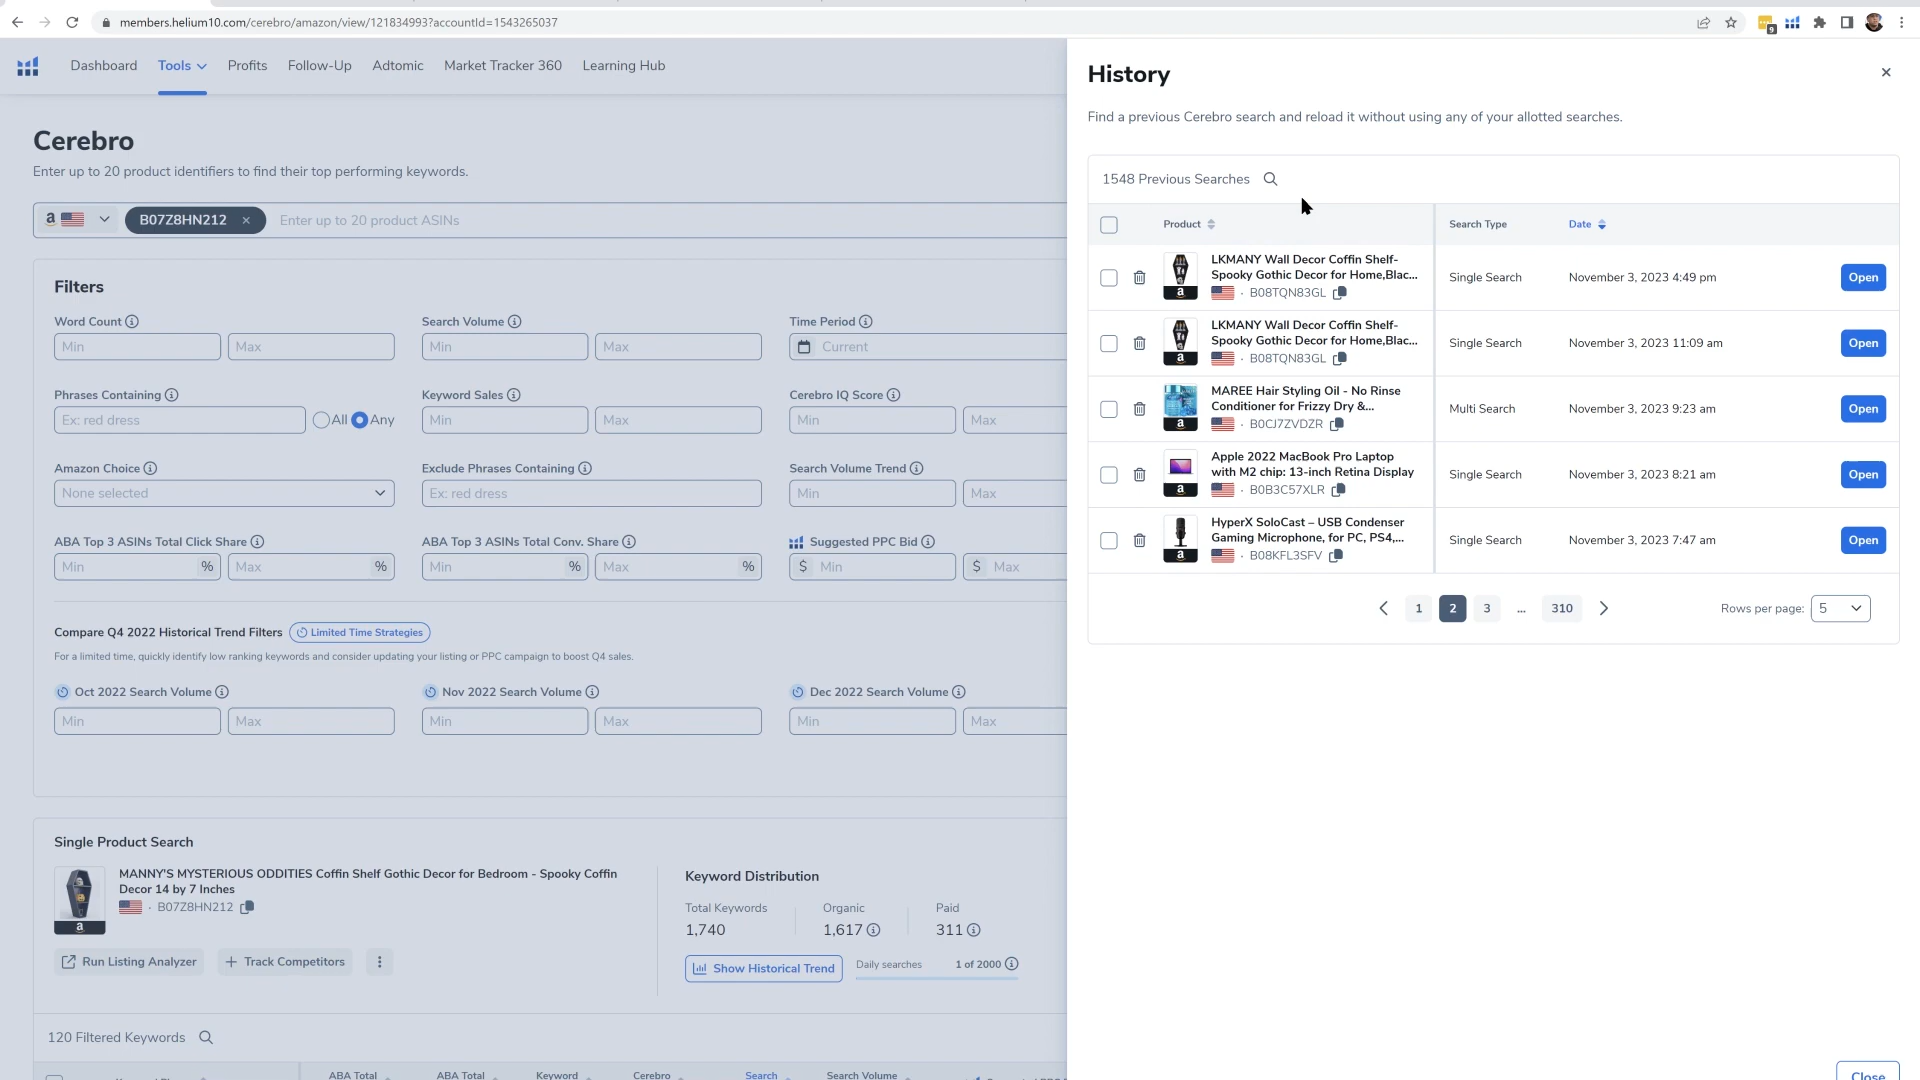 members.helium10.com/cerebro/amazon/view/121834993?accountId=1543265037
9
Dashboard
Tools
Profits
Follow-Up
Adtomic
Market Tracker 360
Learning Hub
Cerebro
Enter up to 20 product identifiers to find their top performing keywords.
a
B07Z8HN212
Enter up to 20 product ASINs
Filters
Word Count
Search Volume
Time Period
Min
Max
Min
Max
Current
Phrases Containing
Keyword Sales
Cerebro IQ Score
Ex: red dress
All
Any
Min
Max
Min
Max
Amazon Choice
Exclude Phrases Containing
Search Volume Trend
None selected
Ex: red dress
Min
Max
ABA Top 3 ASINs Total Click Share
ABA Top 3 ASINs Total Conv. Share
Suggested PPC Bid
Min %
Max %
Min %
Max %
$ Min
$ Max
Compare Q4 2022 Historical Trend Filters
Limited Time Strategies
For a limited time, quickly identify low ranking keywords and consider updating your listing or PPC campaign to boost Q4 sales.
Oct 2022 Search Volume
Nov 2022 Search Volume
Dec 2022 Search Volume
Min
Max
Min
Max
Min
Max
Single Product Search
MANNY'S MYSTERIOUS ODDITIES Coffin Shelf Gothic Decor for Bedroom - Spooky Coffin
Decor 14 by 7 Inches
· B07Z8HN212
a
Run Listing Analyzer
Track Competitors
Keyword Distribution
Total Keywords
Organic
Paid
1,740
1,617
311
Show Historical Trend
Daily searches
1 of 2000
120 Filtered Keywords
ABA Total
ABA Total
Keyword
Cerebro
Search
Search Volume
History
Find a previous Cerebro search and reload it without using any of your allotted searches.
1548 Previous Searches
Product
Search Type
Date
LKMANY Wall Decor Coffin Shelf-
Spooky Gothic Decor for Home,Blac...
a
· B08TQN83GL
Single Search
November 3, 2023 4:49 pm
Open
LKMANY Wall Decor Coffin Shelf-
Spooky Gothic Decor for Home,Blac...
a
· B08TQN83GL
Single Search
November 3, 2023 11:09 am
Open
MAREE Hair Styling Oil - No Rinse
Conditioner for Frizzy Dry &...
a
· B0CJ7ZVDZR
Multi Search
November 3, 2023 9:23 am
Open
Apple 2022 MacBook Pro Laptop
with M2 chip: 13-inch Retina Display
a
· B0B3C57XLR
Single Search
November 3, 2023 8:21 am
Open
HyperX SoloCast – USB Condenser
Gaming Microphone, for PC, PS4,...
a
· B08KFL3SFV
Single Search
November 3, 2023 7:47 am
Open
1
2
3
...
310
Rows per page:
5
Close